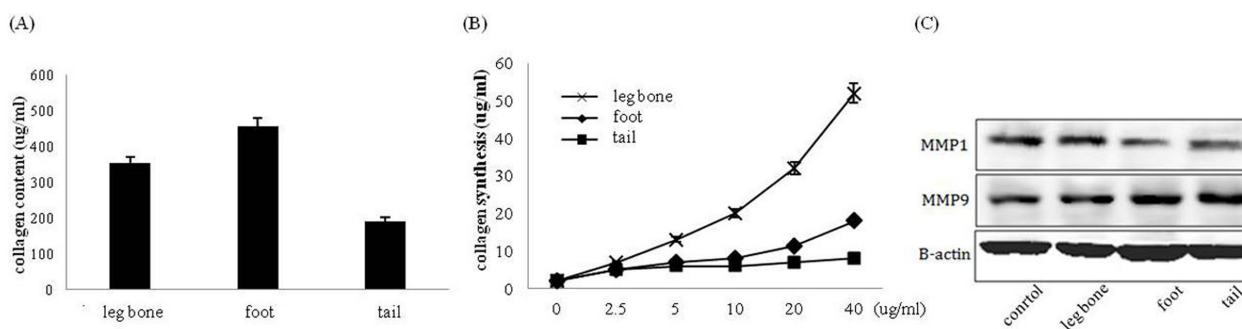 (A)
(B)
(C)
collagen content (ug/ml)
600
500
400
300
200
100
0
leg bone
foot
tail
collagen synthesis (ug/ml)
60
50
40
30
20
10
0
leg bone
foot
tail
0 2.5 5 10 20 40 (ug/ml)
MMP1
MMP9
B-actin
conrtol
leg bone
foot
tail